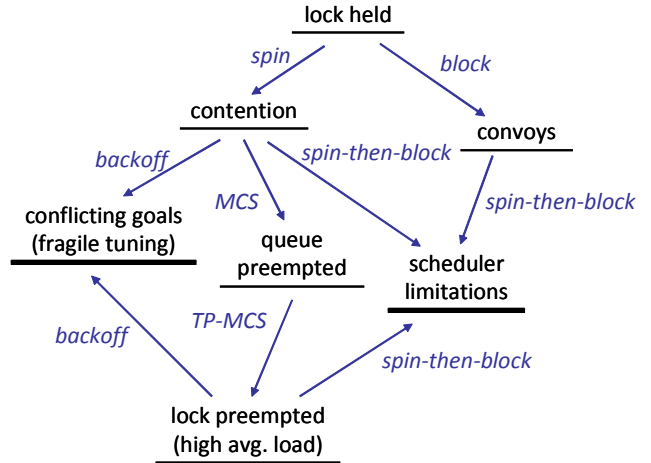 lock held
spin
block
contention
convoys
backoff
spin-then-block
MCS
spin-then-block
conflicting goals
(fragile tuning)
queue
preempted
scheduler
limitations
TP-MCS
backoff
spin-then-block
lock preempted
(high avg. load)